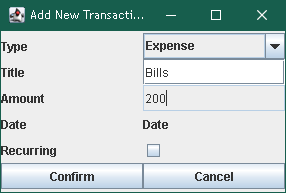 Add New Transacti...
Type Expense
Title Bills
Amount 200
Date Date
Recurring
Confirm Cancel